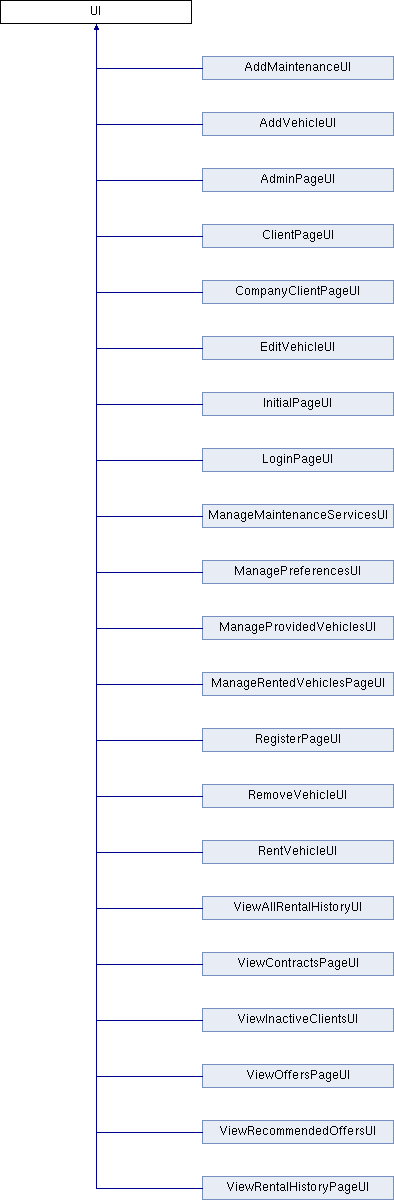 UI
AddMaintenanceUI
AddVehicleUI
AdminPageUI
ClientPageUI
CompanyClientPageUI
EditVehicleUI
InitialPageUI
LoginPageUI
ManageMaintenanceServicesUI
ManagePreferencesUI
ManageProvidedVehiclesUI
ManageRentedVehiclesPageUI
RegisterPageUI
RemoveVehicleUI
RentVehicleUI
ViewAllRentalHistoryUI
ViewContractsPageUI
ViewInactiveClientsUI
ViewOffersPageUI
ViewRecommendedOffersUI
ViewRentalHistoryPageUI